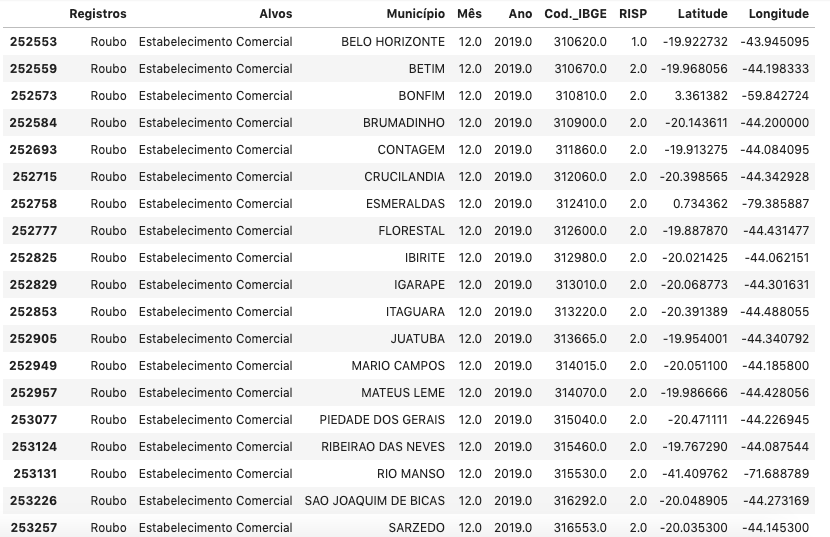 Registros Alvos Município Mês Ano Cod._IBGE RISP Latitude Longitude
252553 Roubo Estabelecimento Comercial BELO HORIZONTE 12.0 2019.0 310620.0 1.0 -19.922732 -43.945095
252559 Roubo Estabelecimento Comercial BETIM 12.0 2019.0 310670.0 2.0 -19.968056 -44.198333
252573 Roubo Estabelecimento Comercial BONFIM 12.0 2019.0 310810.0 2.0 3.361382 -59.842724
252584 Roubo Estabelecimento Comercial BRUMADINHO 12.0 2019.0 310900.0 2.0 -20.143611 -44.200000
252693 Roubo Estabelecimento Comercial CONTAGEM 12.0 2019.0 311860.0 2.0 -19.913275 -44.084095
252715 Roubo Estabelecimento Comercial CRUCILANDIA 12.0 2019.0 312060.0 2.0 -20.398565 -44.342928
252758 Roubo Estabelecimento Comercial ESMERALDAS 12.0 2019.0 312410.0 2.0 0.734362 -79.385887
252777 Roubo Estabelecimento Comercial FLORESTAL 12.0 2019.0 312600.0 2.0 -19.887870 -44.431477
252825 Roubo Estabelecimento Comercial IBIRITE 12.0 2019.0 312980.0 2.0 -20.021425 -44.062151
252829 Roubo Estabelecimento Comercial IGARAPE 12.0 2019.0 313010.0 2.0 -20.068773 -44.301631
252853 Roubo Estabelecimento Comercial ITAGUARA 12.0 2019.0 313220.0 2.0 -20.391389 -44.488055
252905 Roubo Estabelecimento Comercial JUATUBA 12.0 2019.0 313665.0 2.0 -19.954001 -44.340792
252949 Roubo Estabelecimento Comercial MARIO CAMPOS 12.0 2019.0 314015.0 2.0 -20.051100 -44.185800
252957 Roubo Estabelecimento Comercial MATEUS LEME 12.0 2019.0 314070.0 2.0 -19.986666 -44.428056
253077 Roubo Estabelecimento Comercial PIEDADE DOS GERAIS 12.0 2019.0 315040.0 2.0 -20.471111 -44.226945
253124 Roubo Estabelecimento Comercial RIBEIRAO DAS NEVES 12.0 2019.0 315460.0 2.0 -19.767290 -44.087544
253131 Roubo Estabelecimento Comercial RIO MANSO 12.0 2019.0 315530.0 2.0 -41.409762 -71.688789
253226 Roubo Estabelecimento Comercial SAO JOAQUIM DE BICAS 12.0 2019.0 316292.0 2.0 -20.048905 -44.273169
253257 Roubo Estabelecimento Comercial SARZEDO 12.0 2019.0 316553.0 2.0 -20.035300 -44.145300